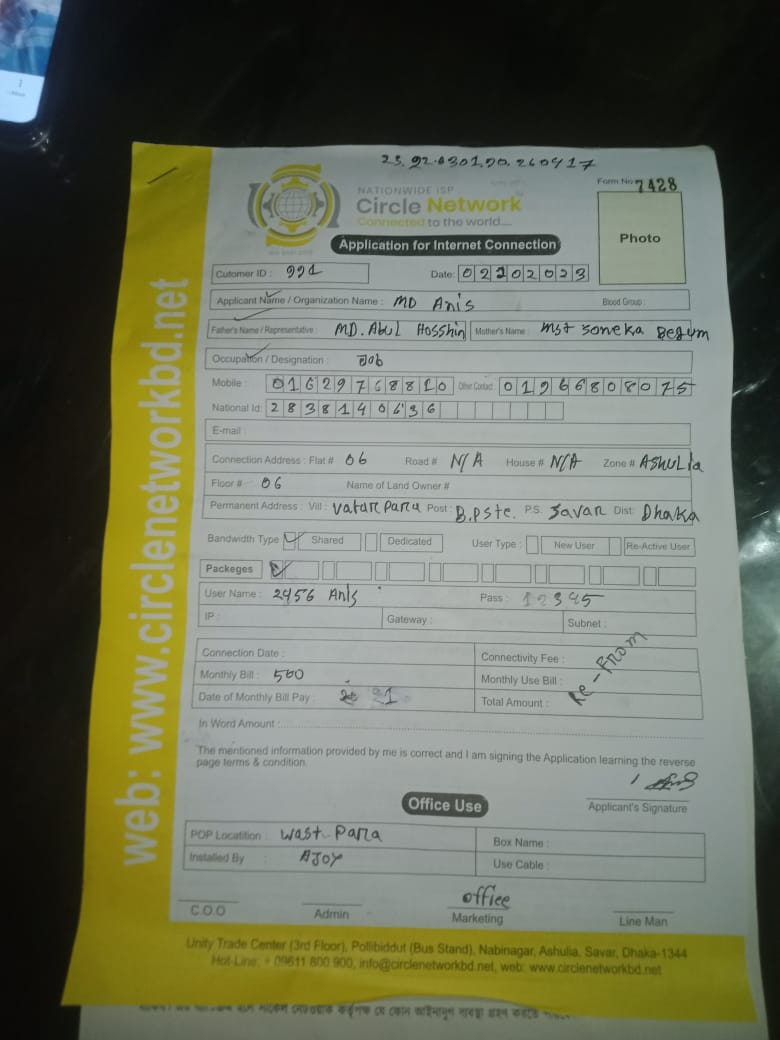 23.92.0301.90.260917
Form No 7428
NATIONWIDE ISP
Circle Network
Connected to the world....
Photo
Application for Internet Connection
Cutomer ID : 991 Date: 02102023
Applicant Name / Organization Name : MD Anis Blood Group :
Father's Name / Representative : MD. Abul Hosshin Mother's Name : Mst Soneka Begum
Occupation / Designation : Job
Mobile : 01629768810 Other Contact : 01966808075
National Id: 2838140636
E-mail :
Connection Address : Flat # 06 Road # N/A House # N/A Zone # Ashulia
Floor # 06 Name of Land Owner #
Permanent Address : Vill : Vatan Para Post : B.Pste. P.S. Savar Dist: Dhaka
Bandwidth Type Shared Dedicated User Type : New User Re-Active User
Packeges
User Name : 2456 Anis Pass : 12345
IP : Gateway : Subnet :
Connection Date : Connectivity Fee :
Monthly Bill : 500 Monthly Use Bill :
Date of Monthly Bill Pay : 21 Total Amount :
Re-From
In Word Amount :
The mentioned information provided by me is correct and I am signing the Application learning the reverse
page terms & condition.
Applicant's Signature
Office Use
POP Locatition : Wast Para Box Name :
Installed By : AJoy Use Cable :
office
C.O.O Admin Marketing Line Man
Unity Trade Center (3rd Floor), Pollibiddut (Bus Stand), Nabinagar, Ashulia, Savar, Dhaka-1344
Hot-Line: + 09611 800 900, info@circlenetworkbd.net, web: www.circlenetworkbd.net
web: www.circlenetworkbd.net